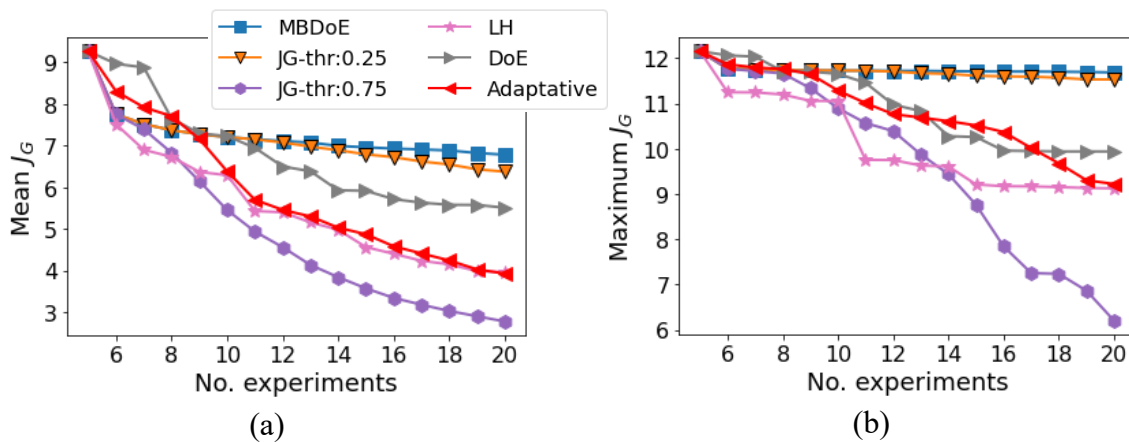 MBDoE
JG-thr:0.25
JG-thr:0.75
LH
DoE
Adaptative
Mean J_G
9
8
7
6
5
4
3
6 8 10 12 14 16 18 20
No. experiments
(a)
Maximum J_G
12
11
10
9
8
7
6
6 8 10 12 14 16 18 20
No. experiments
(b)